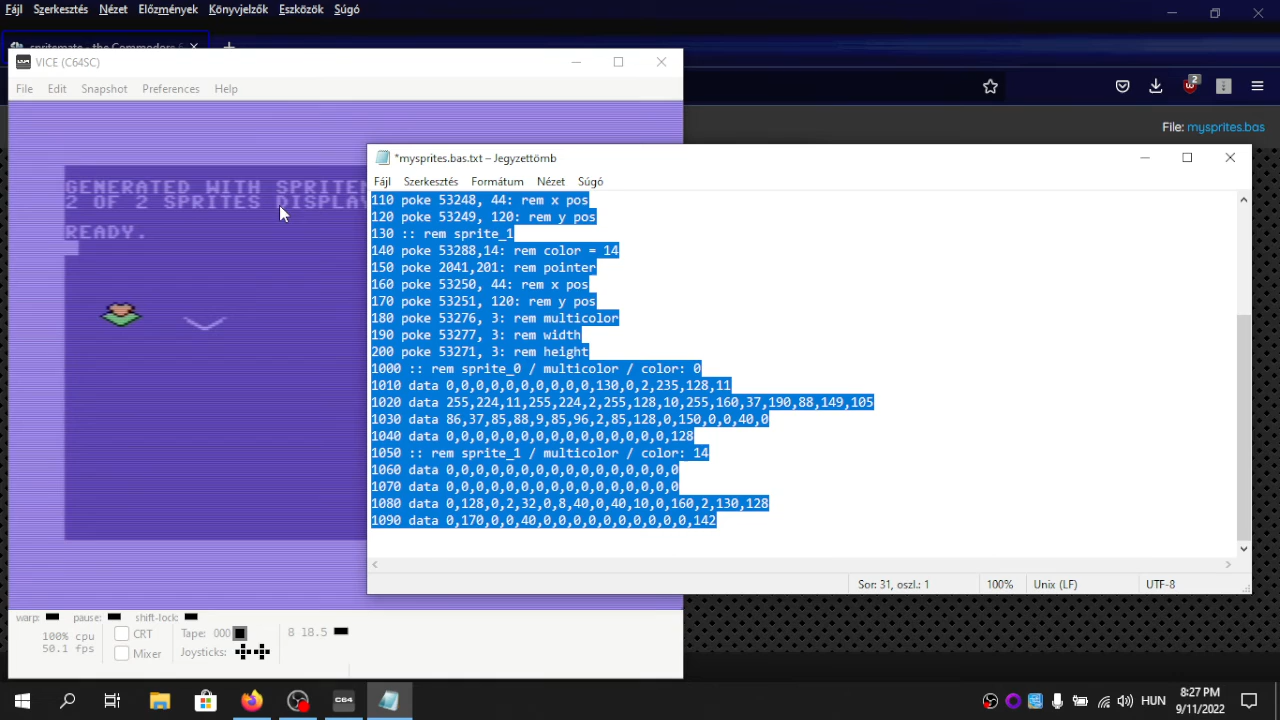 Fájl Szerkesztés Nézet Előzmények Könyvjelzők Eszközök Súgó
spritemate - the Commodore
VICE (C64SC)
File Edit Snapshot Preferences Help
File: mysprites.bas
GENERATED WITH
2 OF 2 SPRITES
READY.
*mysprites.bas.txt – Jegyzettömb
Fájl Szerkesztés Formátum Nézet Súgó
110 poke 53248, 44: rem x pos
120 poke 53249, 120: rem y pos
130 :: rem sprite_1
140 poke 53288,14: rem color = 14
150 poke 2041,201: rem pointer
160 poke 53250, 44: rem x pos
170 poke 53251, 120: rem y pos
180 poke 53276, 3: rem multicolor
190 poke 53277, 3: rem width
200 poke 53271, 3: rem height
1000 :: rem sprite_0 / multicolor / color: 0
1010 data 0,0,0,0,0,0,0,0,0,0,130,0,2,235,128,11
1020 data 255,224,11,255,224,2,255,128,10,255,160,37,190,88,149,105
1030 data 86,37,85,88,9,85,96,2,85,128,0,150,0,0,40,0
1040 data 0,0,0,0,0,0,0,0,0,0,0,0,0,0,0,128
1050 :: rem sprite_1 / multicolor / color: 14
1060 data 0,0,0,0,0,0,0,0,0,0,0,0,0,0,0,0
1070 data 0,0,0,0,0,0,0,0,0,0,0,0,0,0,0,0
1080 data 0,128,0,2,32,0,8,40,0,40,10,0,160,2,130,128
1090 data 0,170,0,0,40,0,0,0,0,0,0,0,0,0,0,142
Sor: 31, oszl.: 1 100% Unix (LF) UTF-8
warp: pause: shift-lock:
100% cpu
50.1 fps
CRT
Mixer
Tape: 000
Joysticks:
8 18.5
C64
2
HUN
8:27 PM
9/11/2022